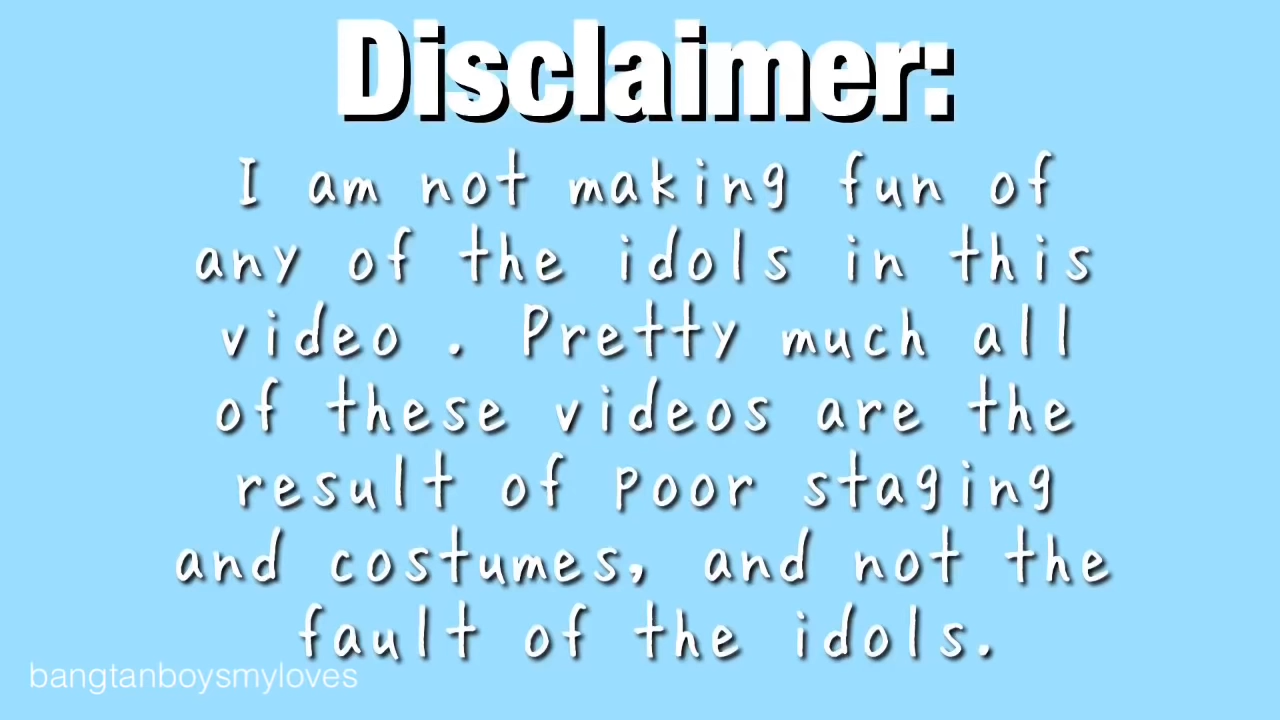 Disclaimer:
I am not making fun of
any of the idols in this
video . Pretty much all
of these videos are the
result of poor staging
and costumes, and not the
fault of the idols.
bangtanboysmyloves